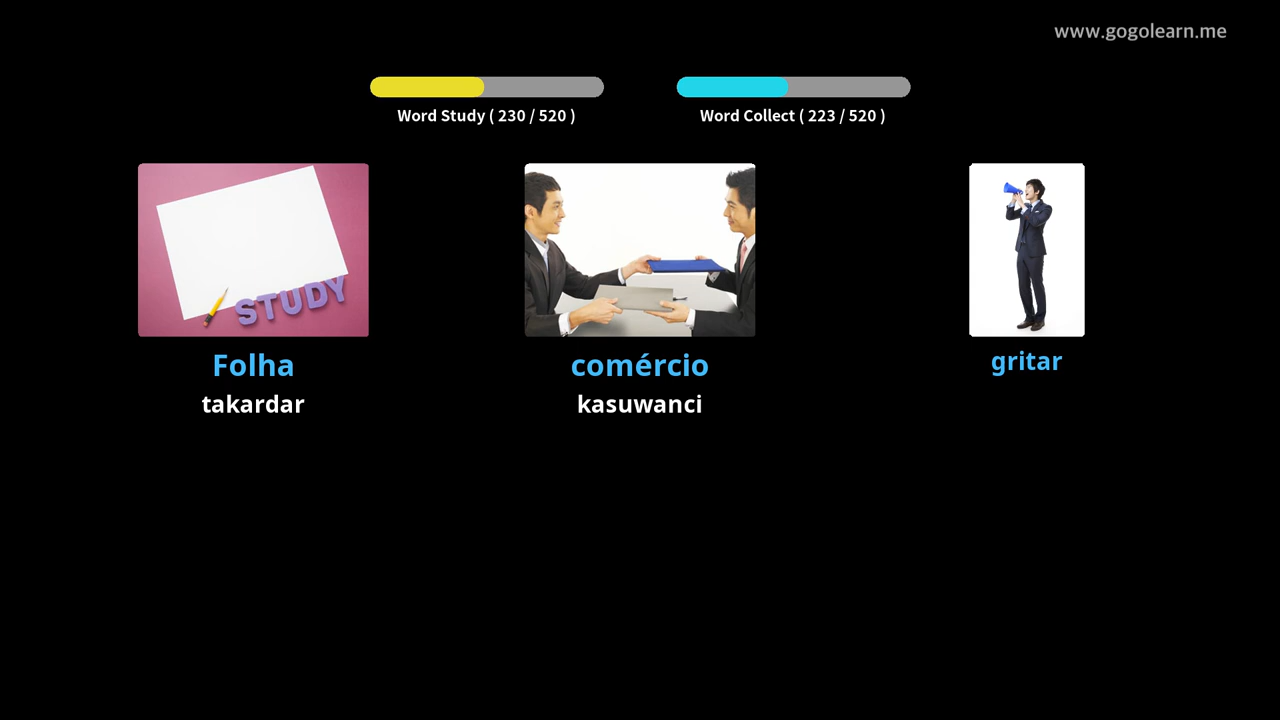 www.gogolearn.me
Word Study ( 230 / 520 )
Word Collect ( 223 / 520 )
STUDY
Folha
takardar
comércio
kasuwanci
gritar